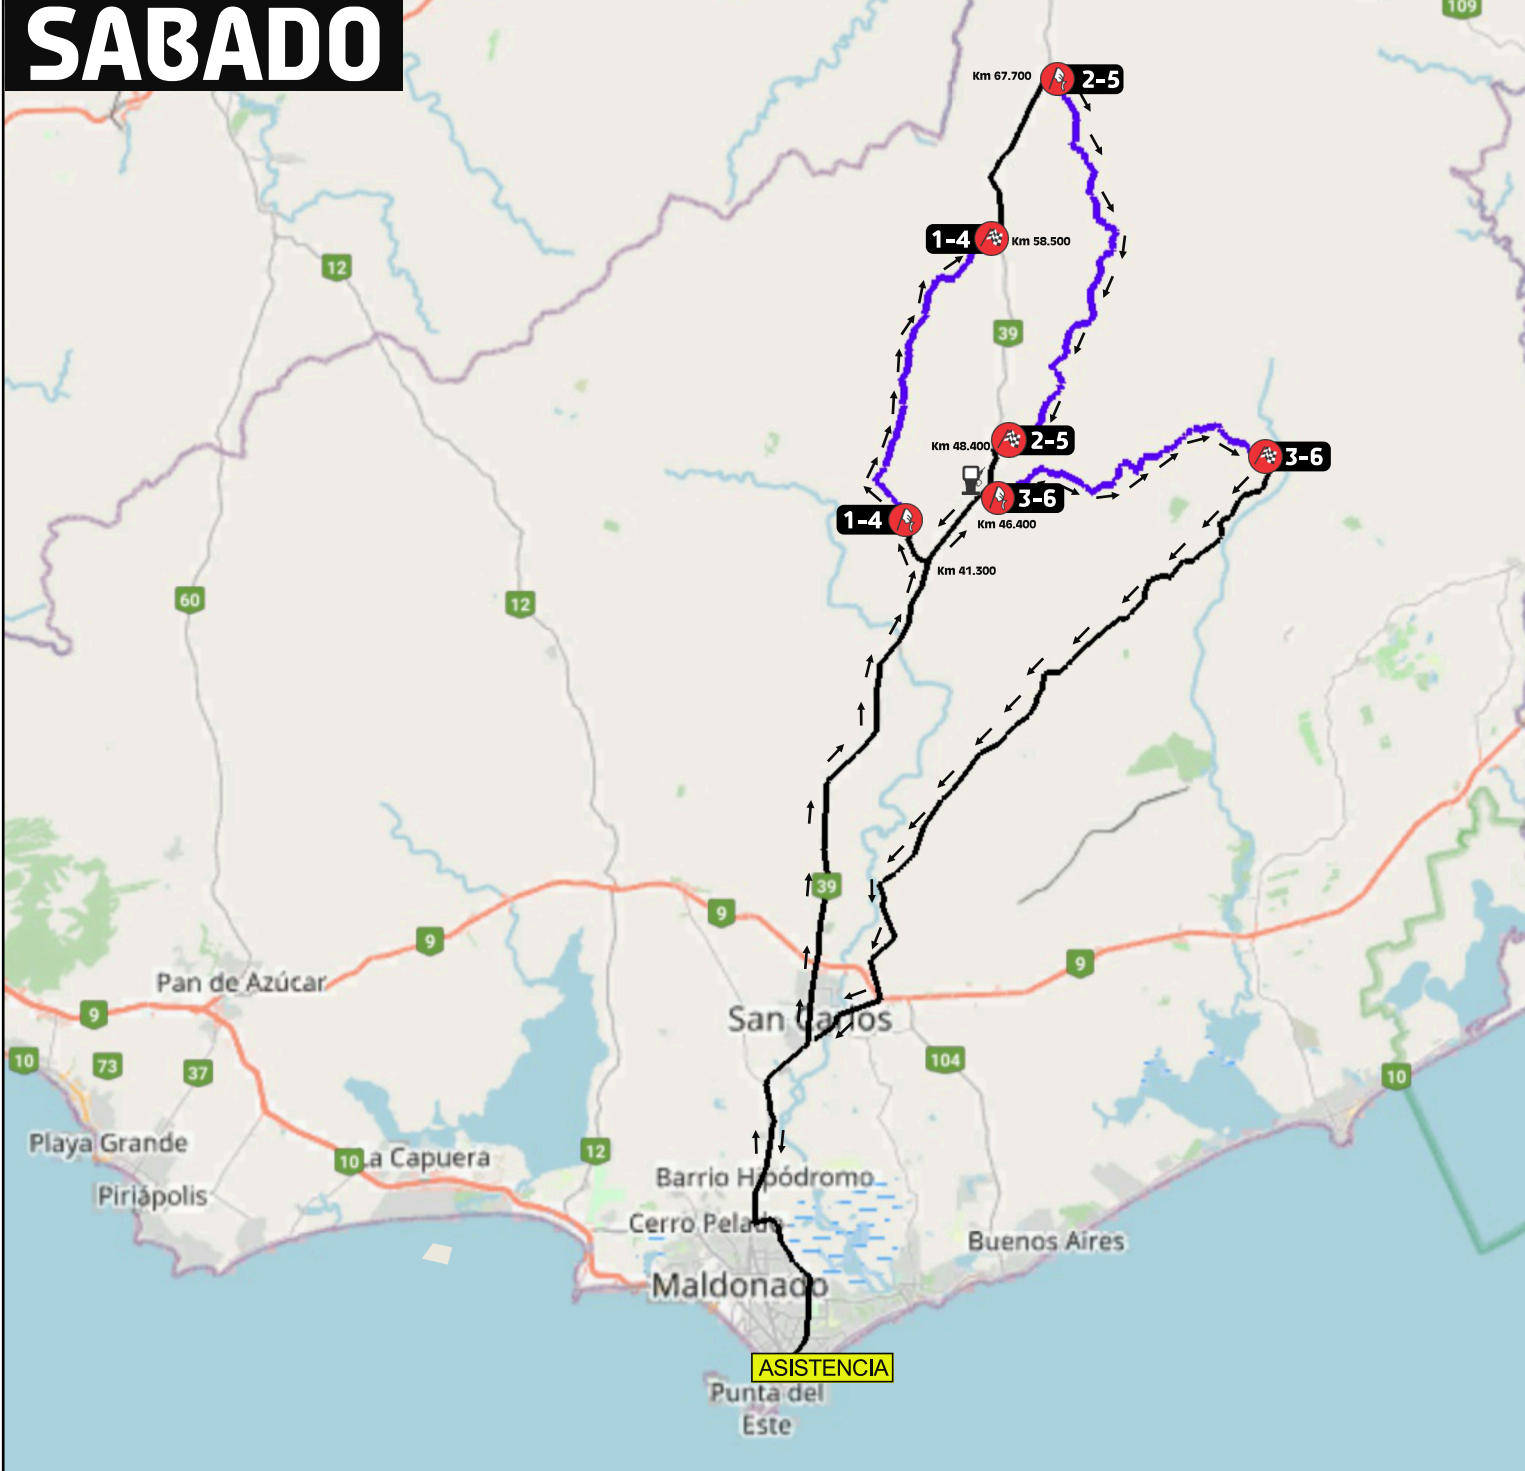 SABADO
109
Km 67.700
2-5
1-4
Km 58.500
12
39
Km 48.400
2-5
3-6
3-6
1-4
Km 46.400
Km 41.300
60
12
39
9
9
9
Pan de Azúcar
9
San Carlos
10
73
37
104
10
Playa Grande
10
La Capuera
12
Barrio Hipódromo
Piriápolis
Cerro Pelado
Buenos Aires
Maldonado
ASISTENCIA
Punta del
Este